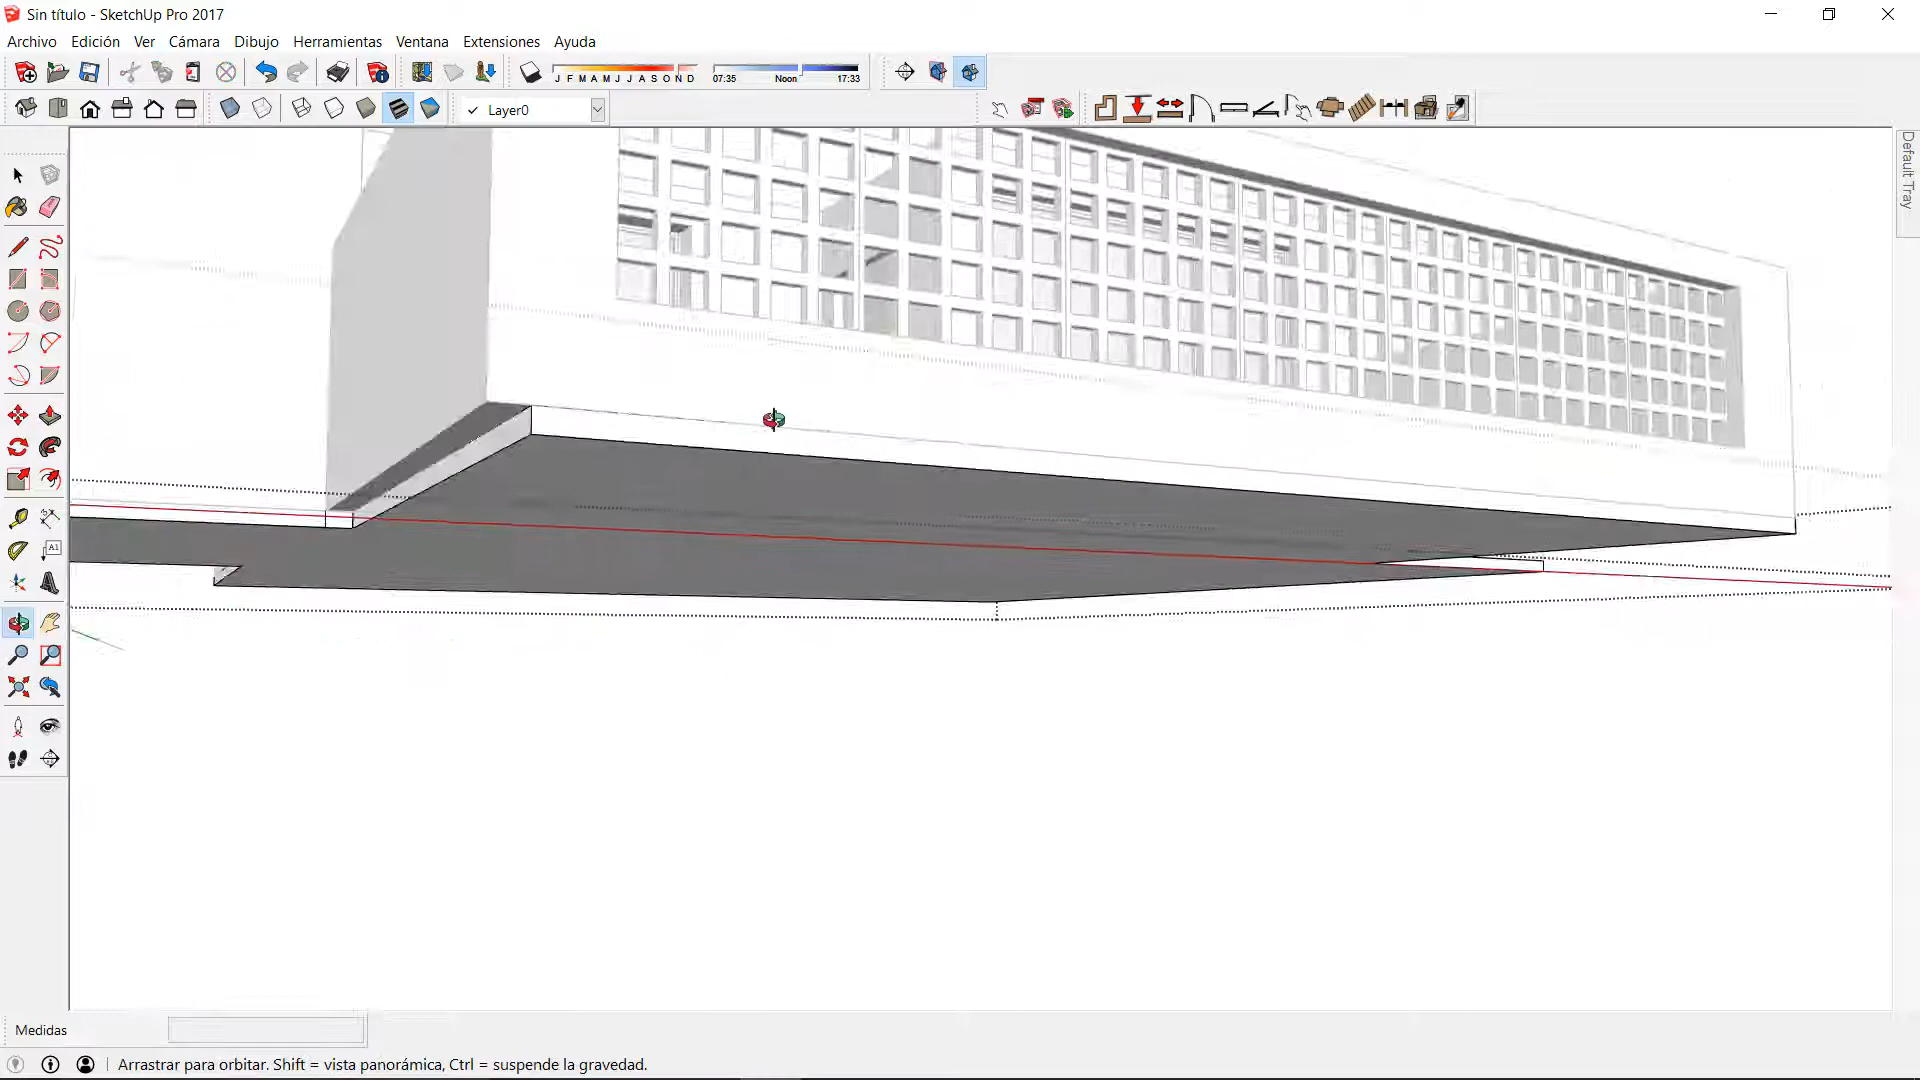 Sin título - SketchUp Pro 2017
Archivo Edición Ver Cámara Dibujo Herramientas Ventana Extensiones Ayuda
J F M A M J J A S O N D 07:35 Noon 17:33
Layer0
Default Tray
A1
Medidas
Arrastrar para orbitar. Shift = vista panorámica, Ctrl = suspende la gravedad.